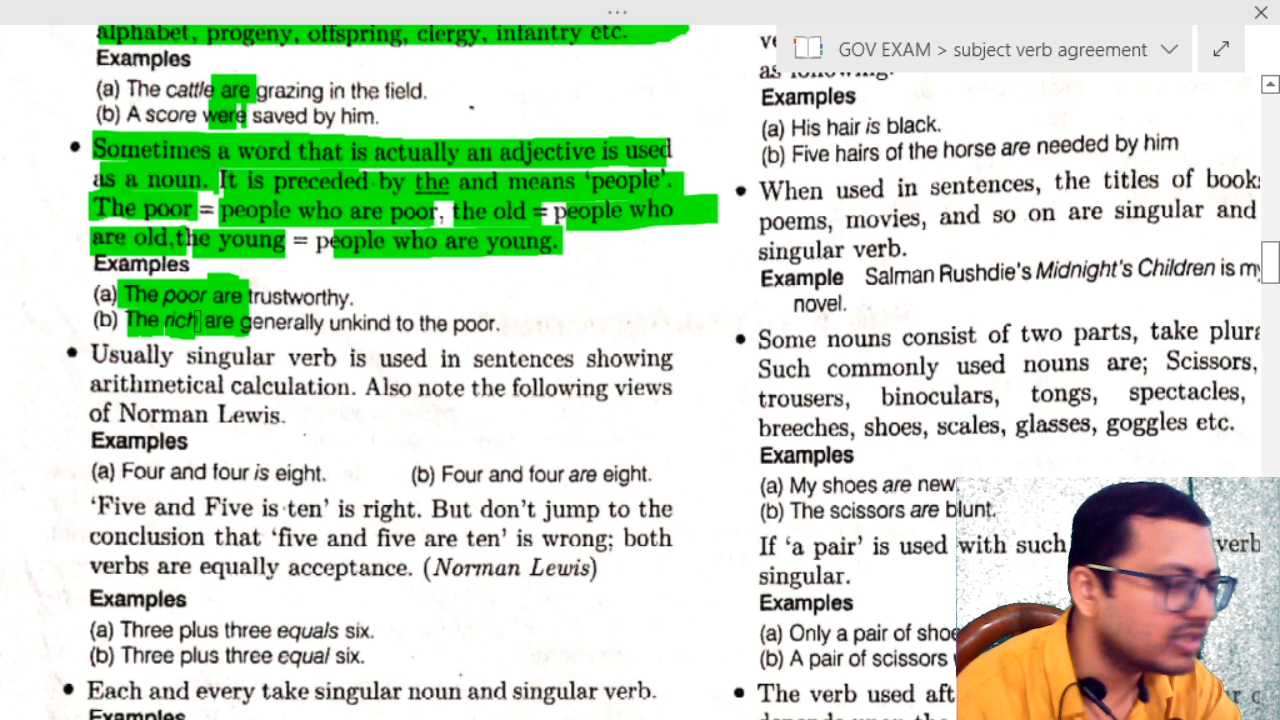 GOV EXAM > subject verb agreement
alphabet, progeny, offspring, clergy, infantry etc.
Examples
(a) The cattle are grazing in the field.
(b) A score were saved by him.
• Sometimes a word that is actually an adjective is used
as a noun. It is preceded by the and means 'people'.
The poor = people who are poor, the old = people who
are old, the young = people who are young.
Examples
(a) The poor are trustworthy.
(b) The rich are generally unkind to the poor.
• Usually singular verb is used in sentences showing
arithmetical calculation. Also note the following views
of Norman Lewis.
Examples
(a) Four and four is eight. (b) Four and four are eight.
'Five and Five is ten' is right. But don't jump to the
conclusion that 'five and five are ten' is wrong; both
verbs are equally acceptance. (Norman Lewis)
Examples
(a) Three plus three equals six.
(b) Three plus three equal six.
• Each and every take singular noun and singular verb.
Examples
as following.
Examples
(a) His hair is black.
(b) Five hairs of the horse are needed by him
• When used in sentences, the titles of book
poems, movies, and so on are singular and
singular verb.
Example Salman Rushdie's Midnight's Children is my
novel.
• Some nouns consist of two parts, take plura
Such commonly used nouns are; Scissors,
trousers, binoculars, tongs, spectacles,
breeches, shoes, scales, glasses, goggles etc.
Examples
(a) My shoes are new
(b) The scissors are blunt.
If 'a pair' is used with such verb
singular.
Examples
(a) Only a pair of shoe
(b) A pair of scissors
• The verb used aft
depends upon the